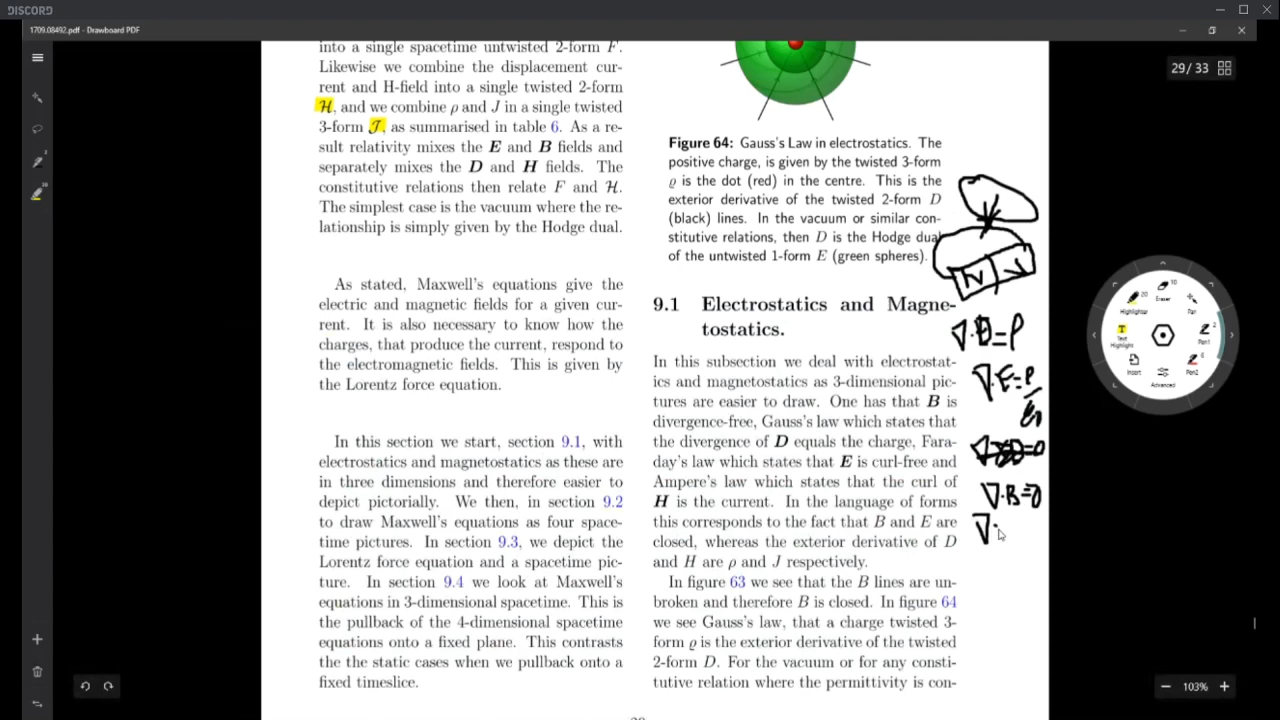 DISCORD
1709.08492.pdf - Drawboard PDF
29 / 33
into a single spacetime untwisted 2-form F.
Likewise we combine the displacement cur-
rent and H-field into a single twisted 2-form
ℋ, and we combine ρ and J in a single twisted
3-form 𝒥, as summarised in table 6. As a re-
sult relativity mixes the E and B fields and
separately mixes the D and H fields. The
constitutive relations then relate F and ℋ.
The simplest case is the vacuum where the re-
lationship is simply given by the Hodge dual.
As stated, Maxwell's equations give the
electric and magnetic fields for a given cur-
rent. It is also necessary to know how the
charges, that produce the current, respond to
the electromagnetic fields. This is given by
the Lorentz force equation.
In this section we start, section 9.1, with
electrostatics and magnetostatics as these are
in three dimensions and therefore easier to
depict pictorially. We then, in section 9.2
to draw Maxwell's equations as four space-
time pictures. In section 9.3, we depict the
Lorentz force equation and a spacetime pic-
ture. In section 9.4 we look at Maxwell's
equations in 3-dimensional spacetime. This is
the pullback of the 4-dimensional spacetime
equations onto a fixed plane. This contrasts
the the static cases when we pullback onto a
fixed timeslice.
Figure 64: Gauss's Law in electrostatics. The
positive charge, is given by the twisted 3-form
ϱ is the dot (red) in the centre. This is the
exterior derivative of the twisted 2-form D
(black) lines. In the vacuum or similar con-
stitutive relations, then D is the Hodge dual
of the untwisted 1-form E (green spheres).
9.1 Electrostatics and Magne-
tostatics.
In this subsection we deal with electrostat-
ics and magnetostatics as 3-dimensional pic-
tures are easier to draw. One has that B is
divergence-free, Gauss's law which states that
the divergence of D equals the charge, Fara-
day's law which states that E is curl-free and
Ampere's law which states that the curl of
H is the current. In the language of forms
this corresponds to the fact that B and E are
closed, whereas the exterior derivative of D
and H are ρ and J respectively.
In figure 63 we see that the B lines are un-
broken and therefore B is closed. In figure 64
we see Gauss's law, that a charge twisted 3-
form ϱ is the exterior derivative of the twisted
2-form D. For the vacuum or for any consti-
tutive relation where the permittivity is con-
∇·D=ρ
∇·E=ρ/ε₀
∇·B=0
∇·
Highlighter
Eraser
Pan
Text Highlight
Pen1
Insert
Advanced
Pen2
103%